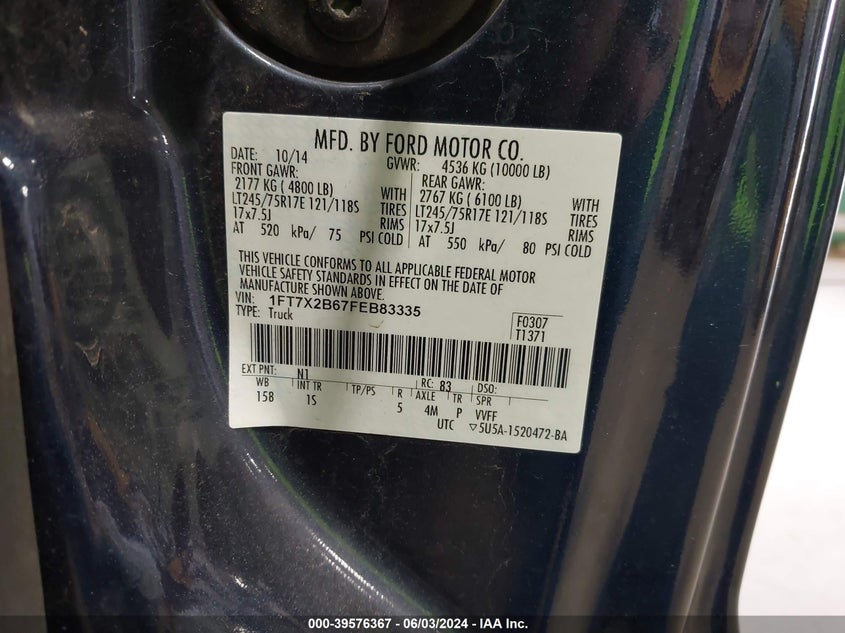 MFD. BY FORD MOTOR CO.
DATE: 10/14 GVWR: 4536 KG (10000 LB)
FRONT GAWR: REAR GAWR:
2177 KG ( 4800 LB) WITH 2767 KG ( 6100 LB) WITH
LT245/75R17E 121/118S TIRES LT245/75R17E 121/118S TIRES
17x7.5J RIMS 17x7.5J RIMS
AT 520 kPa/ 75 PSI COLD AT 550 kPa/ 80 PSI COLD
THIS VEHICLE CONFORMS TO ALL APPLICABLE FEDERAL MOTOR
VEHICLE SAFETY STANDARDS IN EFFECT ON THE DATE OF
MANUFACTURE SHOWN ABOVE.
VIN: 1FT7X2B67FEB83335
TYPE: Truck
F0307
T1371
EXT PNT: N1 RC: 83 DSO:
WB INT TR TP/PS R AXLE TR SPR
158 1S 5 4M P VVFF
UTC ▽5U5A-1520472-BA
000-39576367 - 06/03/2024 - IAA Inc.